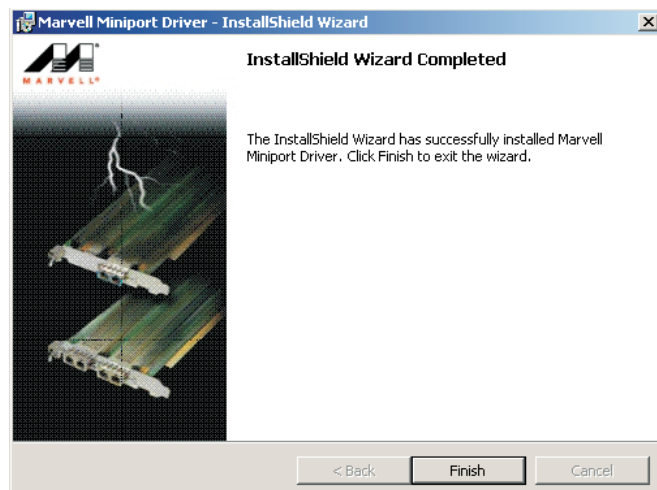 Marvell Miniport Driver - InstallShield Wizard
MARVELL®
InstallShield Wizard Completed
The InstallShield Wizard has successfully installed Marvell
Miniport Driver. Click Finish to exit the wizard.
< Back
Finish
Cancel